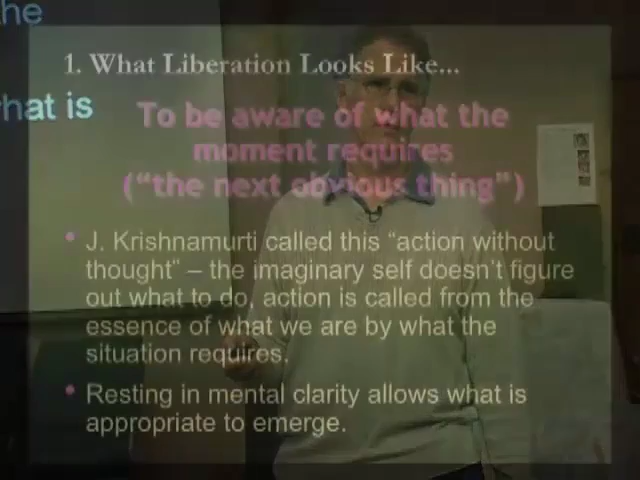 he
hat is
1. What Liberation Looks Like...
To be aware of what the
moment requires
("the next obvious thing")
• J. Krishnamurti called this "action without
thought" – the imaginary self doesn't figure
out what to do, action is called from the
essence of what we are by what the
situation requires.
• Resting in mental clarity allows what is
appropriate to emerge.